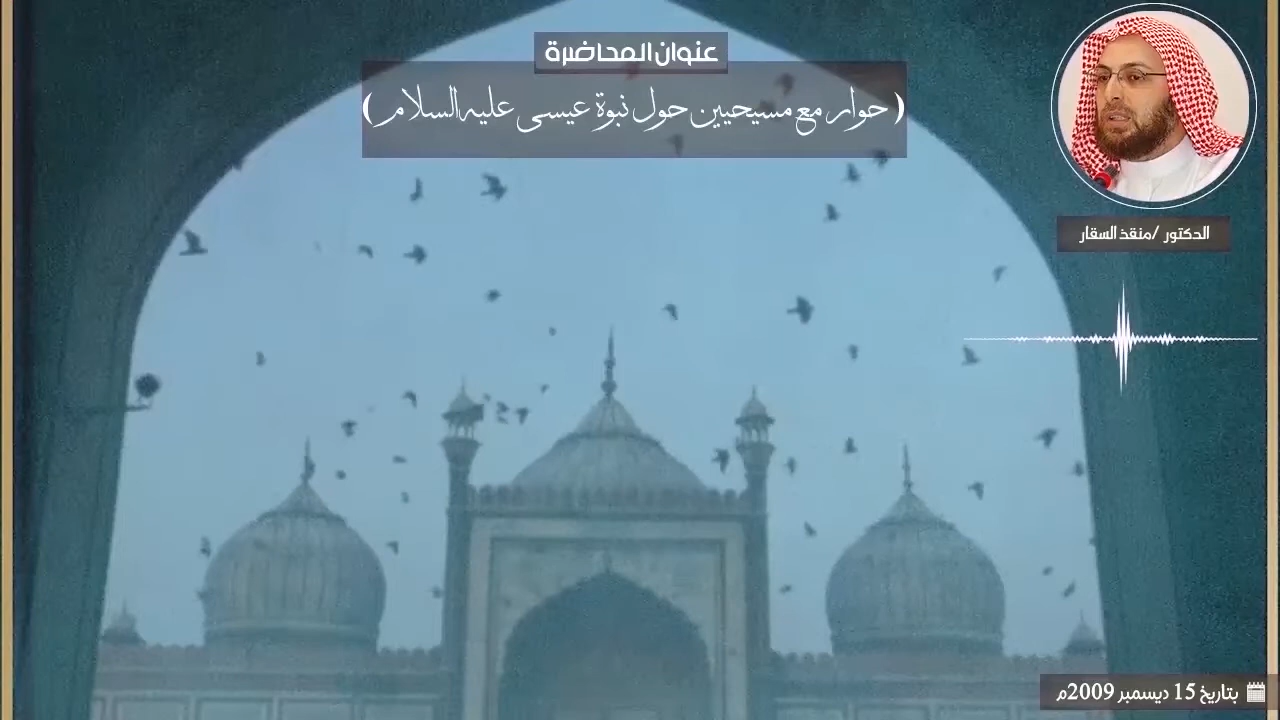 عنوان المحاضرة
( حوار مع مسيحيين حول نبوة عيسى عليه السلام )
الدكتور /منقذ السقار
بتاريخ 15 ديسمبر 2009م